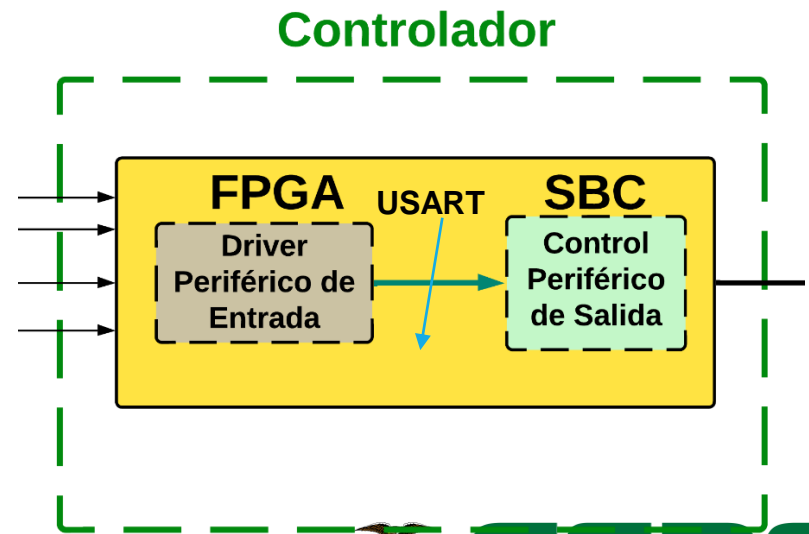 Controlador
FPGA
USART
SBC
Driver
Periférico de
Entrada
Control
Periférico
de Salida